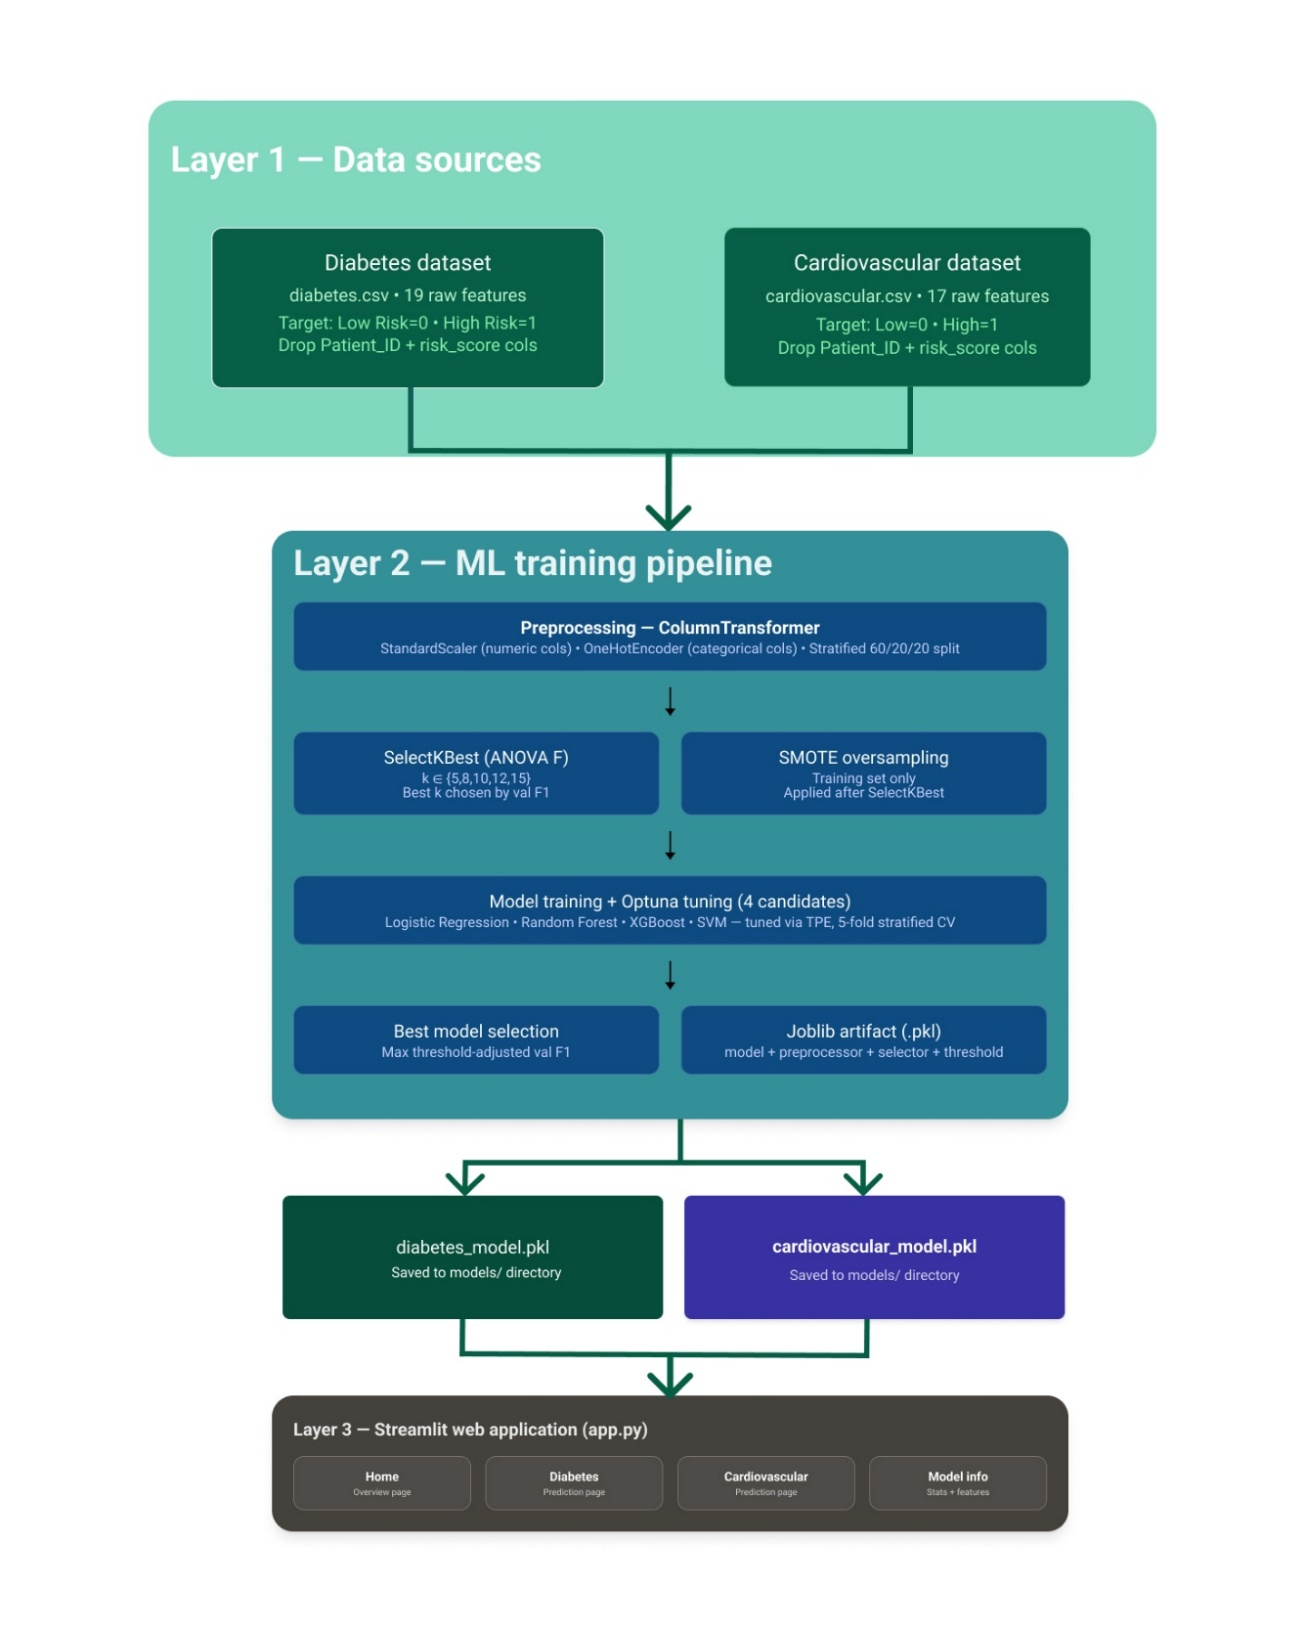 Layer 1 — Data sources
Diabetes dataset
diabetes.csv • 19 raw features
Target: Low Risk=0 • High Risk=1
Drop Patient_ID + risk_score cols
Cardiovascular dataset
cardiovascular.csv • 17 raw features
Target: Low=0 • High=1
Drop Patient_ID + risk_score cols
Layer 2 — ML training pipeline
Preprocessing — ColumnTransformer
StandardScaler (numeric cols) • OneHotEncoder (categorical cols) • Stratified 60/20/20 split
SelectKBest (ANOVA F)
k ∈ {5,8,10,12,15}
Best k chosen by val F1
SMOTE oversampling
Training set only
Applied after SelectKBest
Model training + Optuna tuning (4 candidates)
Logistic Regression • Random Forest • XGBoost • SVM — tuned via TPE, 5-fold stratified CV
Best model selection
Max threshold-adjusted val F1
Joblib artifact (.pkl)
model + preprocessor + selector + threshold
diabetes_model.pkl
Saved to models/ directory
cardiovascular_model.pkl
Saved to models/ directory
Layer 3 — Streamlit web application (app.py)
Home
Overview page
Diabetes
Prediction page
Cardiovascular
Prediction page
Model info
Stats + features